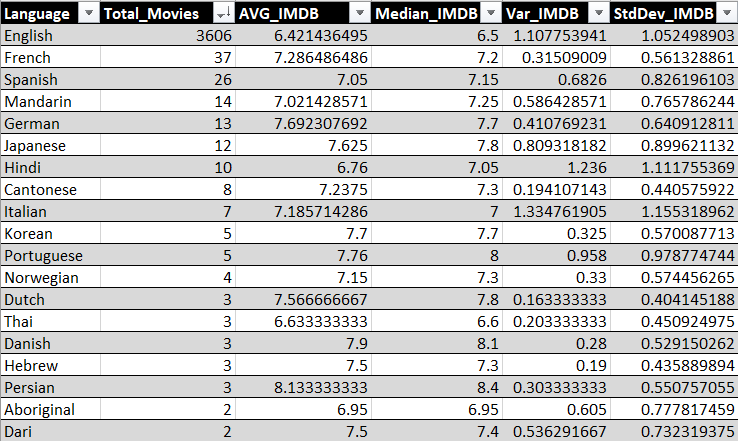 Language Total_Movies AVG_IMDB Median_IMDB Var_IMDB StdDev_IMDB
English 3606 6.421436495 6.5 1.107753941 1.052498903
French 37 7.286486486 7.2 0.31509009 0.561328861
Spanish 26 7.05 7.15 0.6826 0.826196103
Mandarin 14 7.021428571 7.25 0.586428571 0.765786244
German 13 7.692307692 7.7 0.410769231 0.640912811
Japanese 12 7.625 7.8 0.809318182 0.899621132
Hindi 10 6.76 7.05 1.236 1.111755369
Cantonese 8 7.2375 7.3 0.194107143 0.440575922
Italian 7 7.185714286 7 1.334761905 1.155318962
Korean 5 7.7 7.7 0.325 0.570087713
Portuguese 5 7.76 8 0.958 0.978774744
Norwegian 4 7.15 7.3 0.33 0.574456265
Dutch 3 7.566666667 7.8 0.163333333 0.404145188
Thai 3 6.633333333 6.6 0.203333333 0.450924975
Danish 3 7.9 8.1 0.28 0.529150262
Hebrew 3 7.5 7.3 0.19 0.435889894
Persian 3 8.133333333 8.4 0.303333333 0.550757055
Aboriginal 2 6.95 6.95 0.605 0.777817459
Dari 2 7.5 7.4 0.536291667 0.732319375